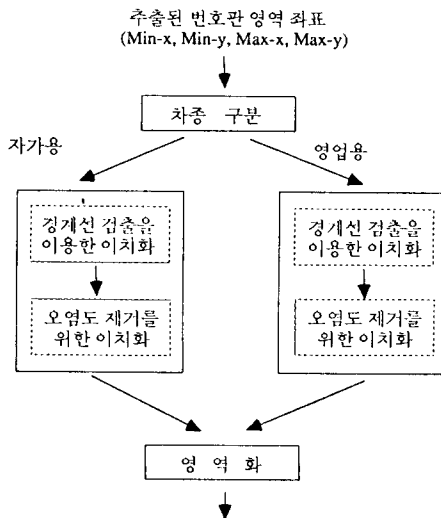 추출된 번호판 영역 좌표
(Min-x, Min-y, Max-x, Max-y)
차종 구분
자가용
영업용
경계선 검출을
이용한 이치화
경계선 검출을
이용한 이치화
오염도 제거를
위한 이치화
오염도 제거를
위한 이치화
영 역 화